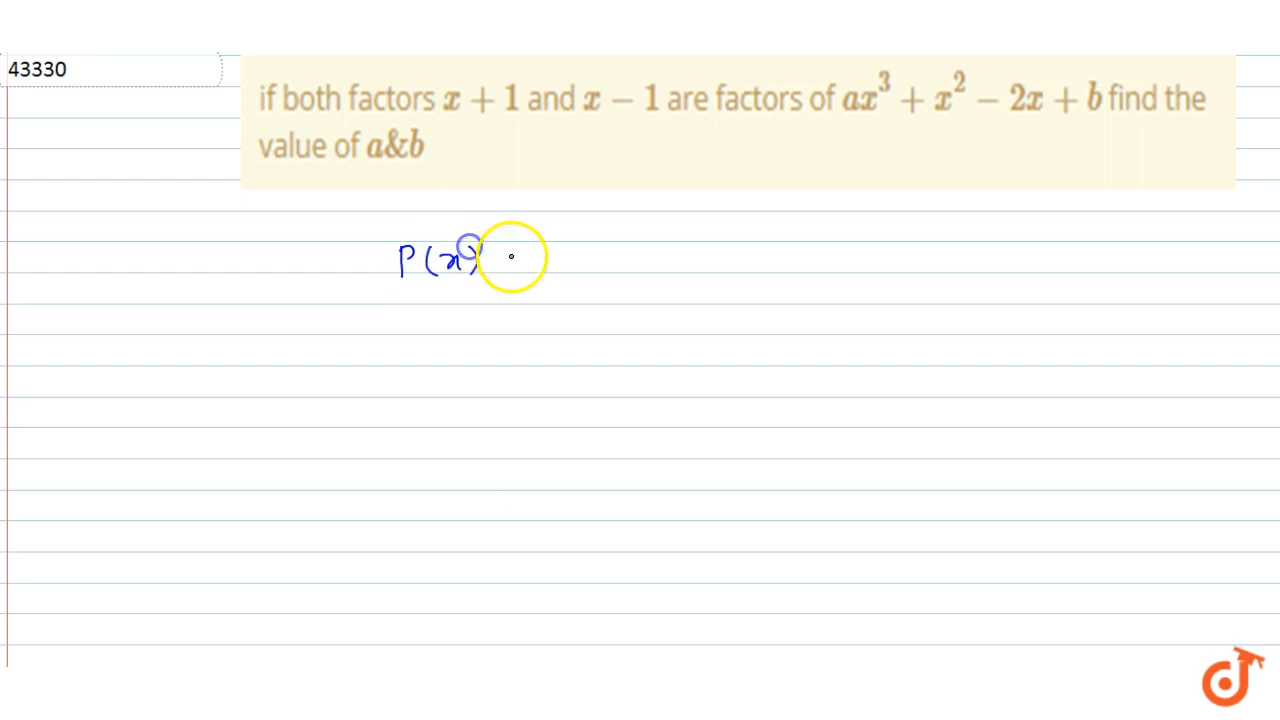 43330
if both factors x + 1 and x − 1 are factors of ax³ + x² − 2x + b find the
value of a&b
P(x)